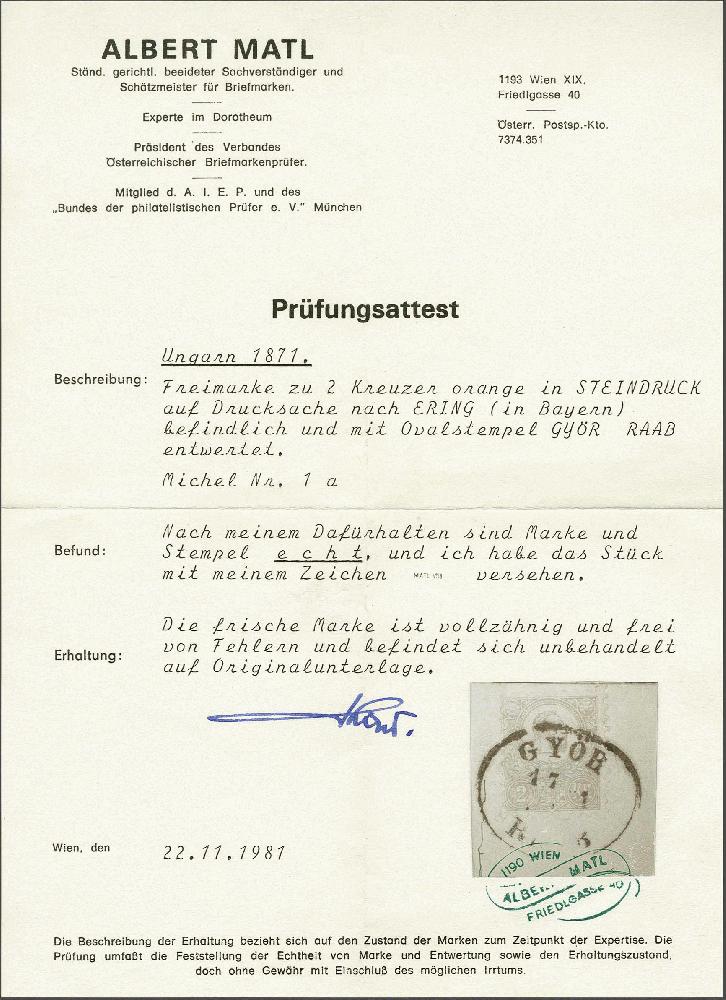 ALBERT MATL
Ständ. gerichtl. beeideter Sachverständiger und
Schätzmeister für Briefmarken.
Experte im Dorotheum
Präsident des Verbandes
Österreichischer Briefmarkenprüfer.
Mitglied d. A. I. E. P. und des
„Bundes der philatelistischen Prüfer e. V." München
1193 Wien XIX,
Friedlgasse 40
Österr. Postsp.-Kto.
7374.351
Prüfungsattest
Ungarn 1871.
Beschreibung: Freimarke zu 2 Kreuzer orange in STEINDRUCK
auf Drucksache nach ERING (in Bayern)
befindlich und mit Ovalstempel GYÖR RAAB
entwertet.
Michel Nr. 1 a
Befund: Nach meinem Dafürhalten sind Marke und
Stempel e c h t, und ich habe das Stück
mit meinem Zeichen MATL versehen.
Erhaltung: Die frische Marke ist vollzähnig und frei
von Fehlern und befindet sich unbehandelt
auf Originalunterlage.
GYÖR
17
Wien, den 22.11.1981
1190 WIEN
ALBERT MATL
FRIEDLGASSE 40
Die Beschreibung der Erhaltung bezieht sich auf den Zustand der Marken zum Zeitpunkt der Expertise. Die
Prüfung umfaßt die Feststellung der Echtheit von Marke und Entwertung sowie den Erhaltungszustand,
doch ohne Gewähr mit Einschluß des möglichen Irrtums.